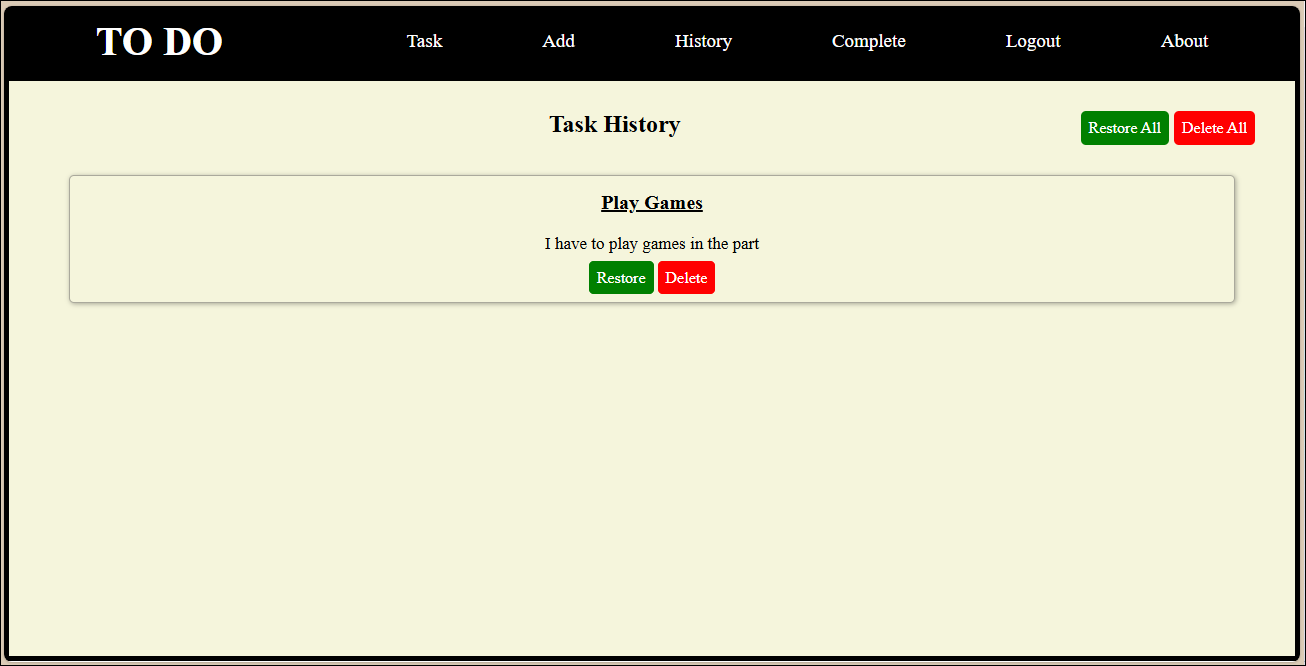 TO DO Task Add History Complete Logout About
Task History Restore All Delete All
Play Games
I have to play games in the part
Restore Delete